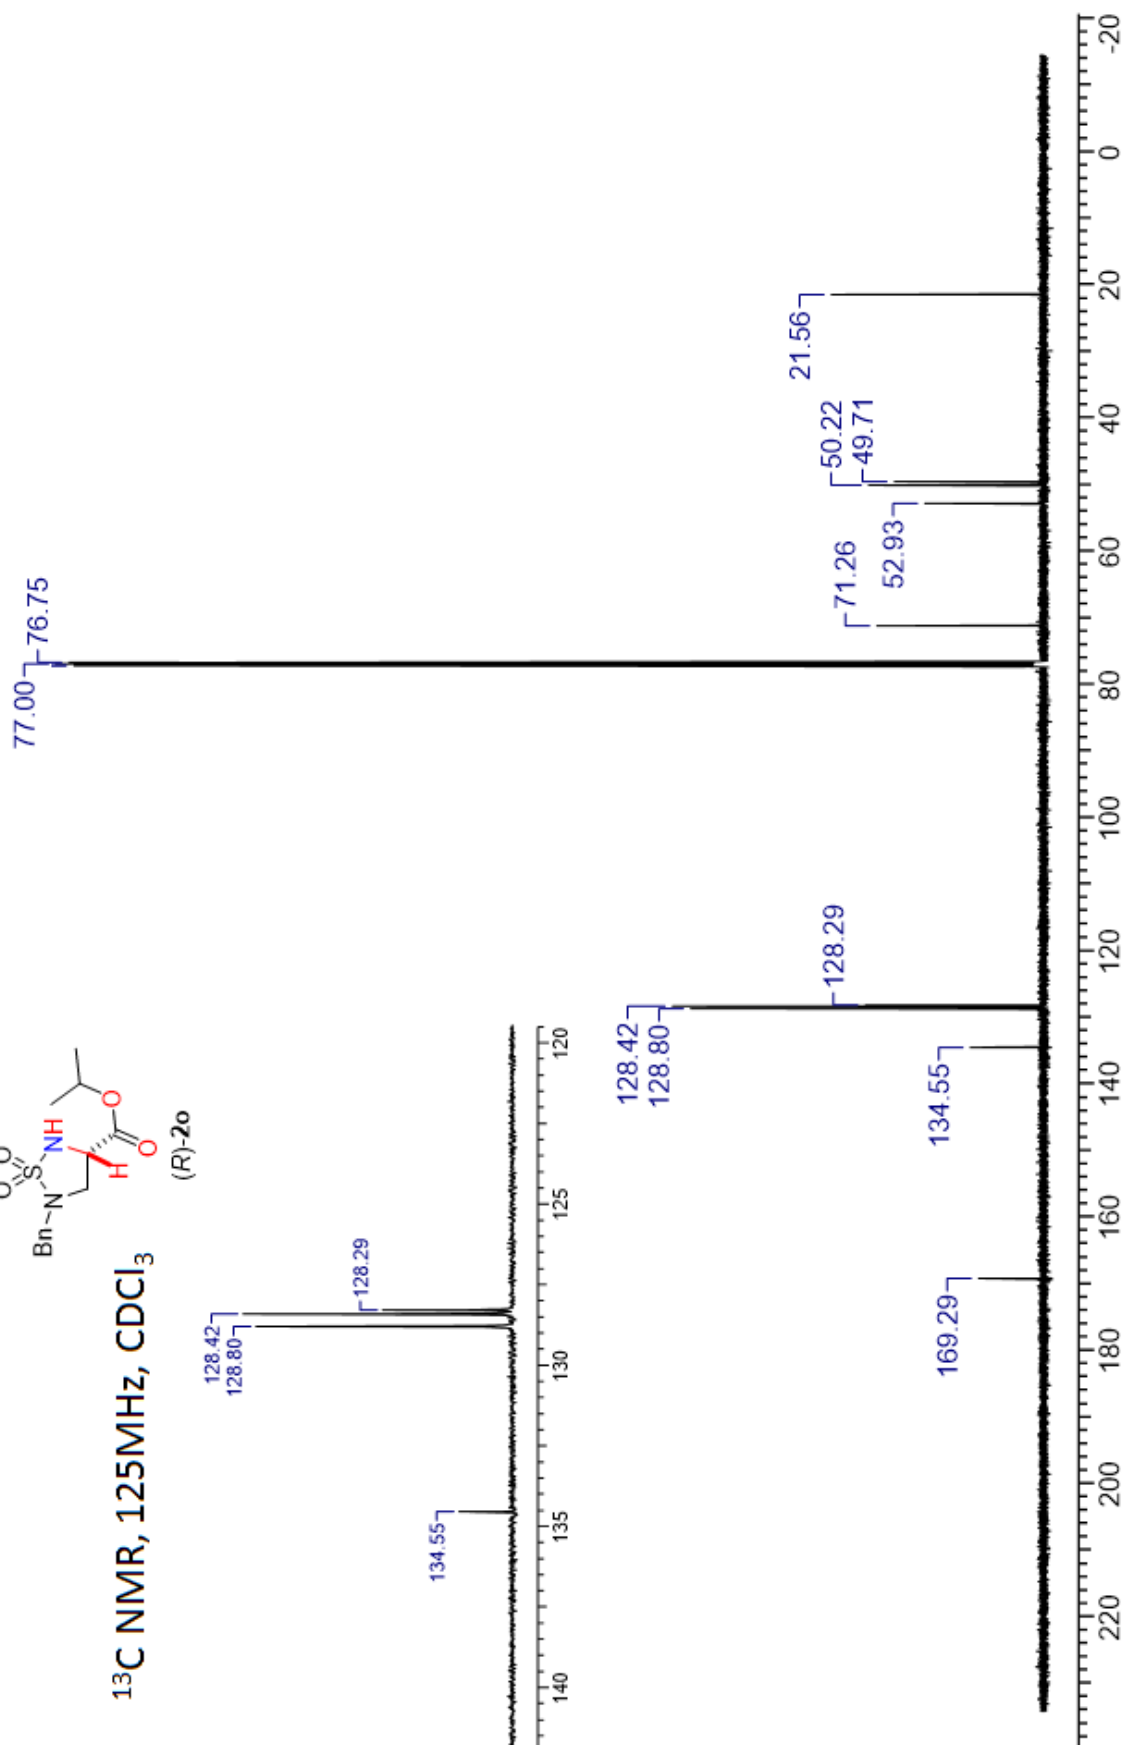 O O
S
Bn N NH
H
O
O
(R)-2o
¹³C NMR, 125MHz, CDCl₃
134.55
128.80
128.42
128.29
140 135 130 125 120
169.29
134.55
128.80
128.42
128.29
77.00
76.75
71.26
52.93
50.22
49.71
21.56
220 200 180 160 140 120 100 80 60 40 20 0 -20